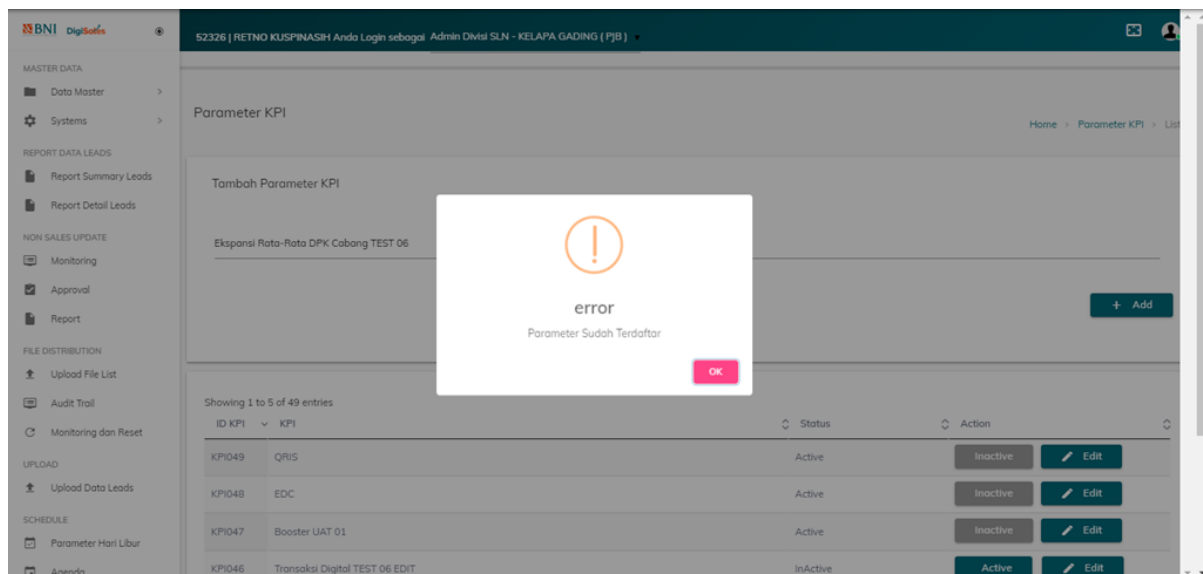 BNI DigiSales
52326 | RETNO KUSPINASIH Anda Login sebagai Admin Divisi SLN - KELAPA GADING ( PJB )
MASTER DATA
Data Master
Systems
REPORT DATA LEADS
Report Summary Leads
Report Detail Leads
NON SALES UPDATE
Monitoring
Approval
Report
FILE DISTRIBUTION
Upload File List
Audit Trail
Monitoring dan Reset
UPLOAD
Upload Data Leads
SCHEDULE
Parameter Hari Libur
Agenda
Parameter KPI
Home > Parameter KPI > List
Tambah Parameter KPI
Ekspansi Rata-Rata DPK Cabang TEST 06
+ Add
error
Parameter Sudah Terdaftar
OK
Showing 1 to 5 of 49 entries
ID KPI KPI Status Action
KPI049 QRIS Active Inactive Edit
KPI048 EDC Active Inactive Edit
KPI047 Booster UAT 01 Active Inactive Edit
KPI046 Transaksi Digital TEST 06 EDIT InActive Active Edit